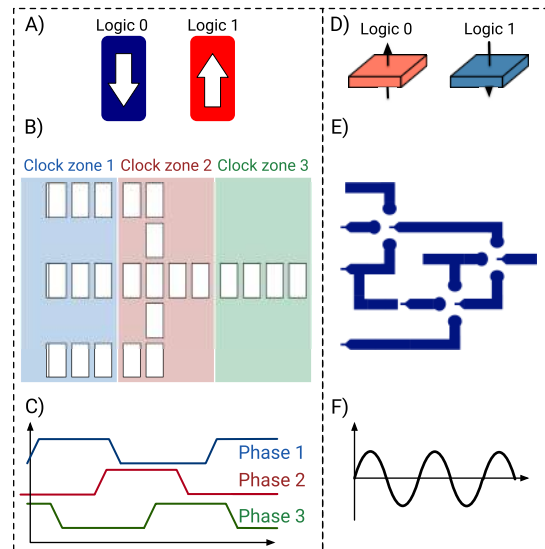 A)
Logic 0 Logic 1
B)
Clock zone 1 Clock zone 2 Clock zone 3
C)
Phase 1
Phase 2
Phase 3
D)
Logic 0 Logic 1
E)
F)